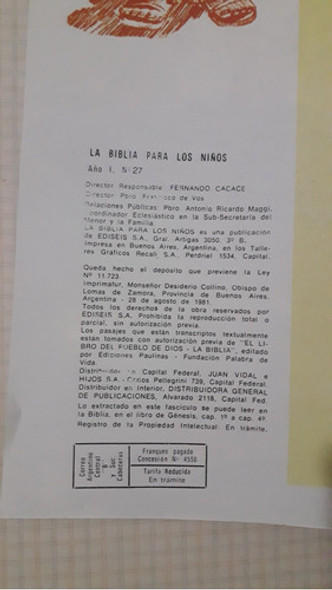 LA BIBLIA PARA LOS NIÑOS
Año I, Nº 27
Director Responsable: FERNANDO CACACE
Director Pbro. Francisco de Vos
Relaciones Públicas: Pbro. Antonio Ricardo Maggi,
Coordinador Eclesiástico en la Sub-Secretaría del
Menor y la Familia.
LA BIBLIA PARA LOS NIÑOS es una publicación
de EDISEIS S.A., Gral. Artigas 3050, 3º B,
impresa en Buenos Aires, Argentina, en los Talle-
res Gráficos Recali S.A., Perdriel 1534, Capital.
Queda hecho el depósito que previene la Ley
Nº 11.723.
Imprimatur, Monseñor Desiderio Collino, Obispo de
Lomas de Zamora, Provincia de Buenos Aires,
Argentina - 28 de agosto de 1981.
Todos los derechos de la obra reservados por
EDISEIS S.A. Prohibida la reproducción total o
parcial, sin autorización previa.
Los pasajes que están transcriptos textualmente
están tomados con autorización previa de "EL LI-
BRO DEL PUEBLO DE DIOS - LA BIBLIA", editado
por Ediciones Paulinas - Fundación Palabra de
Vida.
Distribuidor en Capital Federal, JUAN VIDAL e
HIJOS S.A. - Carlos Pellegrini 739, Capital Federal.
Distribuidor en Interior, DISTRIBUIDORA GENERAL
DE PUBLICACIONES, Alvarado 2118, Capital Fed.
Lo extractado en este fascículo se puede leer en
la Biblia, en el libro de Génesis, cap. 1º a cap. 4º.
Registro de la Propiedad Intelectual: En trámite.
Correo
Argentino
Central
"B"
y Suc.
Cabeceras
Franqueo pagado
Concesión Nº 4550
Tarifa Reducida
En trámite